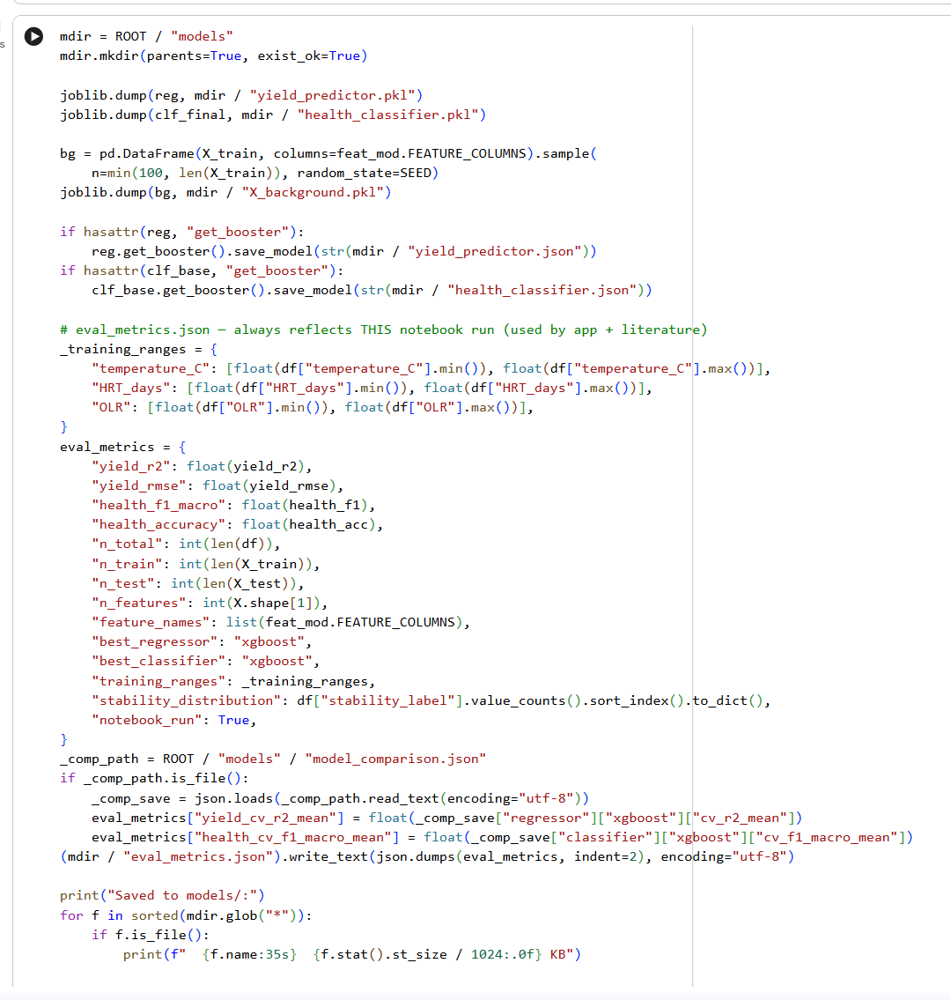 mdir = ROOT / "models"
mdir.mkdir(parents=True, exist_ok=True)

joblib.dump(reg, mdir / "yield_predictor.pkl")
joblib.dump(clf_final, mdir / "health_classifier.pkl")

bg = pd.DataFrame(X_train, columns=feat_mod.FEATURE_COLUMNS).sample(
    n=min(100, len(X_train)), random_state=SEED)
joblib.dump(bg, mdir / "X_background.pkl")

if hasattr(reg, "get_booster"):
    reg.get_booster().save_model(str(mdir / "yield_predictor.json"))
if hasattr(clf_base, "get_booster"):
    clf_base.get_booster().save_model(str(mdir / "health_classifier.json"))

# eval_metrics.json — always reflects THIS notebook run (used by app + literature)
_training_ranges = {
    "temperature_C": [float(df["temperature_C"].min()), float(df["temperature_C"].max())],
    "HRT_days": [float(df["HRT_days"].min()), float(df["HRT_days"].max())],
    "OLR": [float(df["OLR"].min()), float(df["OLR"].max())],
}
eval_metrics = {
    "yield_r2": float(yield_r2),
    "yield_rmse": float(yield_rmse),
    "health_f1_macro": float(health_f1),
    "health_accuracy": float(health_acc),
    "n_total": int(len(df)),
    "n_train": int(len(X_train)),
    "n_test": int(len(X_test)),
    "n_features": int(X.shape[1]),
    "feature_names": list(feat_mod.FEATURE_COLUMNS),
    "best_regressor": "xgboost",
    "best_classifier": "xgboost",
    "training_ranges": _training_ranges,
    "stability_distribution": df["stability_label"].value_counts().sort_index().to_dict(),
    "notebook_run": True,
}
_comp_path = ROOT / "models" / "model_comparison.json"
if _comp_path.is_file():
    _comp_save = json.loads(_comp_path.read_text(encoding="utf-8"))
    eval_metrics["yield_cv_r2_mean"] = float(_comp_save["regressor"]["xgboost"]["cv_r2_mean"])
    eval_metrics["health_cv_f1_macro_mean"] = float(_comp_save["classifier"]["xgboost"]["cv_f1_macro_mean"])
(mdir / "eval_metrics.json").write_text(json.dumps(eval_metrics, indent=2), encoding="utf-8")

print("Saved to models/:")
for f in sorted(mdir.glob("*")):
    if f.is_file():
        print(f"  {f.name:35s}  {f.stat().st_size / 1024:.0f} KB")